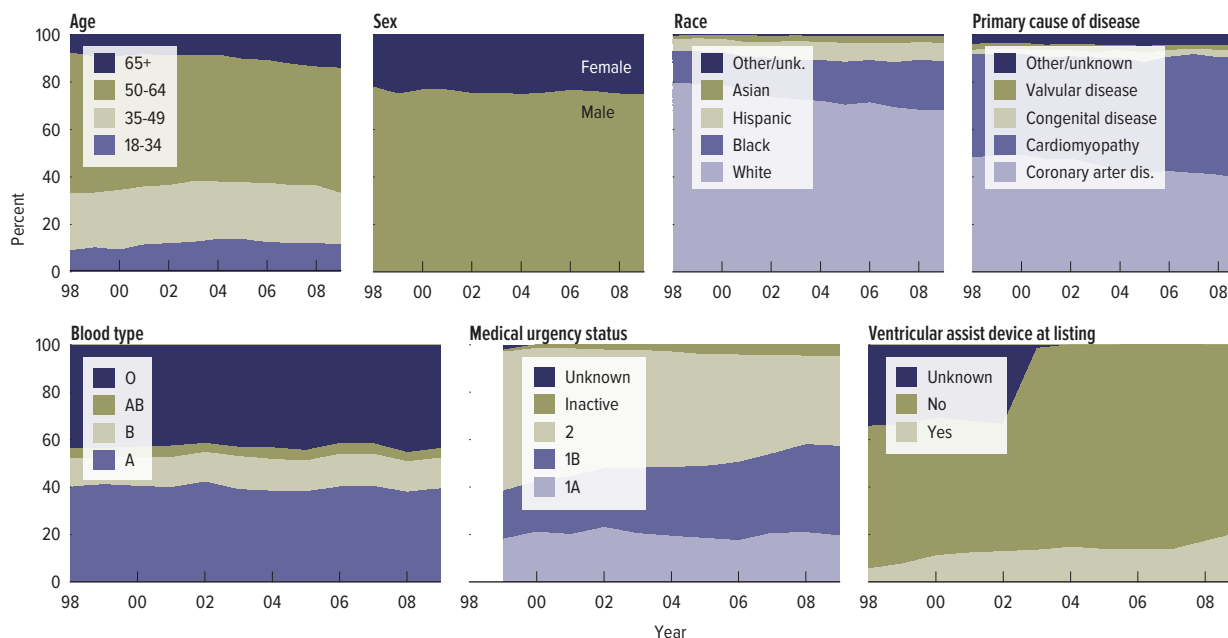 Age
Sex
Race
Primary cause of disease
Percent
100
80
60
40
20
0
65+
50-64
35-49
18-34
98 00 02 04 06 08
Female
Male
98 00 02 04 06 08
Other/unk.
Asian
Hispanic
Black
White
98 00 02 04 06 08
Other/unknown
Valvular disease
Congenital disease
Cardiomyopathy
Coronary arter dis.
98 00 02 04 06 08
Blood type
Medical urgency status
Ventricular assist device at listing
100
80
60
40
20
0
O
AB
B
A
98 00 02 04 06 08
Unknown
Inactive
2
1B
1A
98 00 02 04 06 08
Unknown
No
Yes
98 00 02 04 06 08
Year